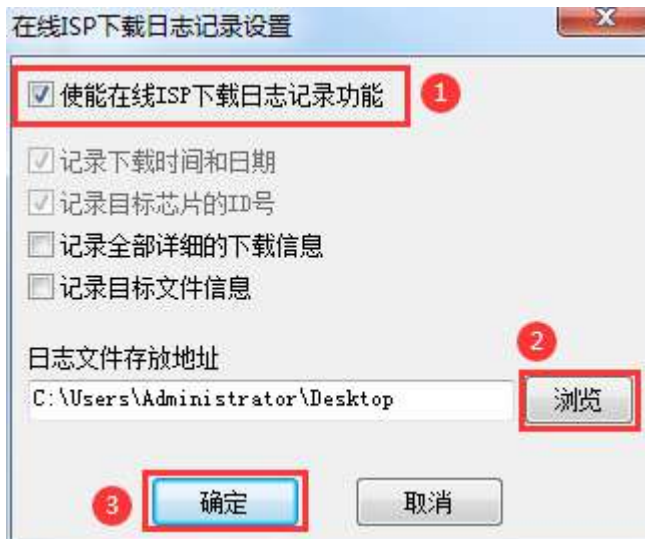 在线ISP下载日志记录设置
使能在线ISP下载日志记录功能
1
记录下载时间和日期
记录目标芯片的ID号
记录全部详细的下载信息
记录目标文件信息
日志文件存放地址
2
C:\Users\Administrator\Desktop
浏览
3
确定
取消